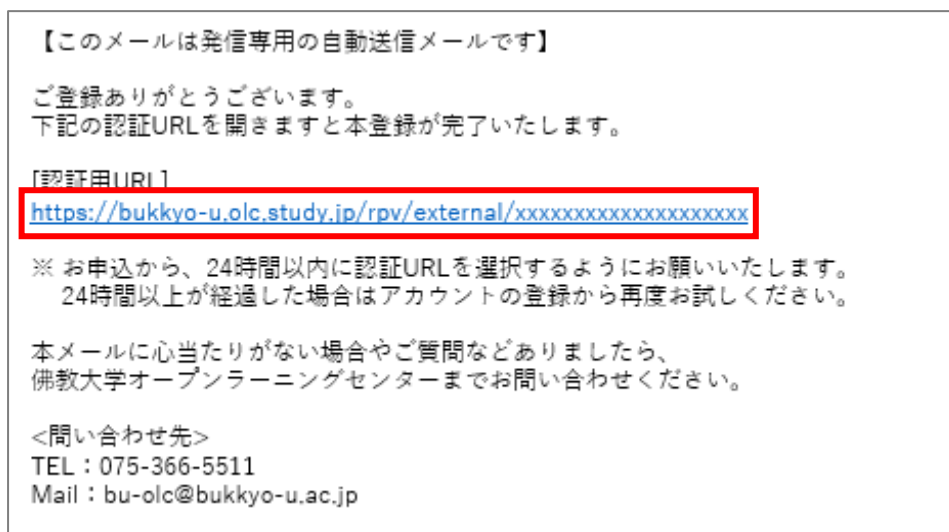 【このメールは発信専用の自動送信メールです】
ご登録ありがとうございます。
下記の認証URLを開きますと本登録が完了いたします。
[認証用URL]
https://bukkyo-u.olc.study.jp/rpv/external/xxxxxxxxxxxxxxxxxxxx
※ お申込から、24時間以内に認証URLを選択するようにお願いいたします。
24時間以上が経過した場合はアカウントの登録から再度お試しください。
本メールに心当たりがない場合やご質問などありましたら、
佛教大学オープンラーニングセンターまでお問い合わせください。
<問い合わせ先>
TEL：075-366-5511
Mail：bu-olc@bukkyo-u.ac.jp